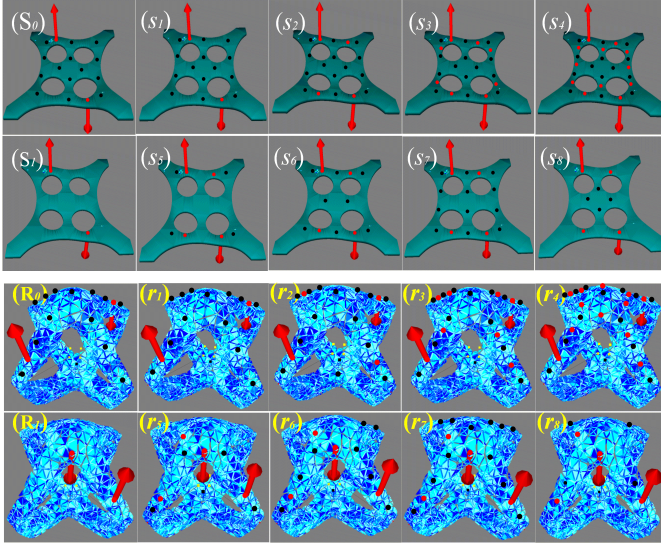 (S0) (s1) (s2) (s3) (s4)
(S1) (s5) (s6) (s7) (s8)
(R0) (r1) (r2) (r3) (r4)
(R1) (r5) (r6) (r7) (r8)